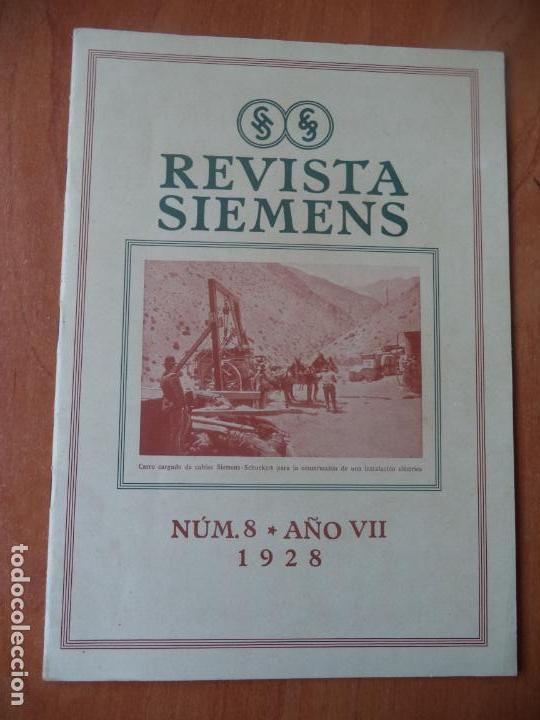 REVISTA
SIEMENS
Carro cargado de cables Siemens-Schuckert para la construcción de una instalación eléctrica
NÚM. 8 * AÑO VII
1928
todocoleccion.net